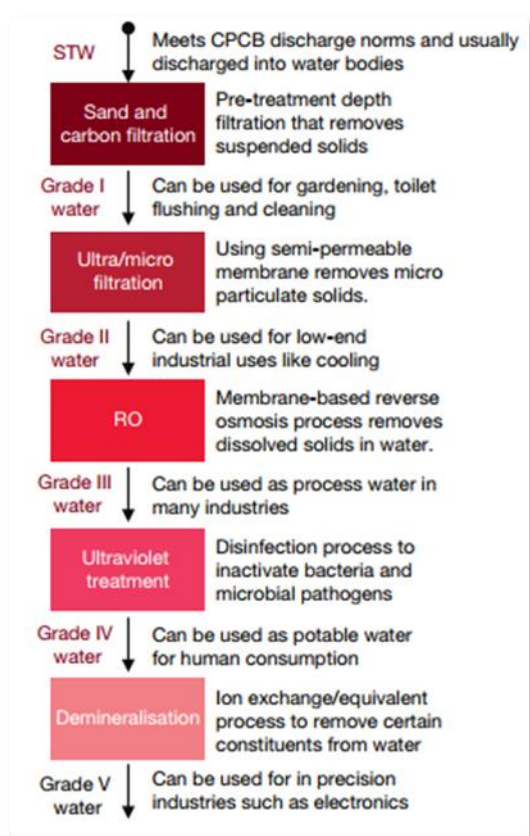 STW
Meets CPCB discharge norms and usually
discharged into water bodies
Sand and
carbon filtration
Pre-treatment depth
filtration that removes
suspended solids
Grade I
water
Can be used for gardening, toilet
flushing and cleaning
Ultra/micro
filtration
Using semi-permeable
membrane removes micro
particulate solids.
Grade II
water
Can be used for low-end
industrial uses like cooling
RO
Membrane-based reverse
osmosis process removes
dissolved solids in water.
Grade III
water
Can be used as process water in
many industries
Ultraviolet
treatment
Disinfection process to
inactivate bacteria and
microbial pathogens
Grade IV
water
Can be used as potable water
for human consumption
Demineralisation
Ion exchange/equivalent
process to remove certain
constituents from water
Grade V
water
Can be used for in precision
industries such as electronics